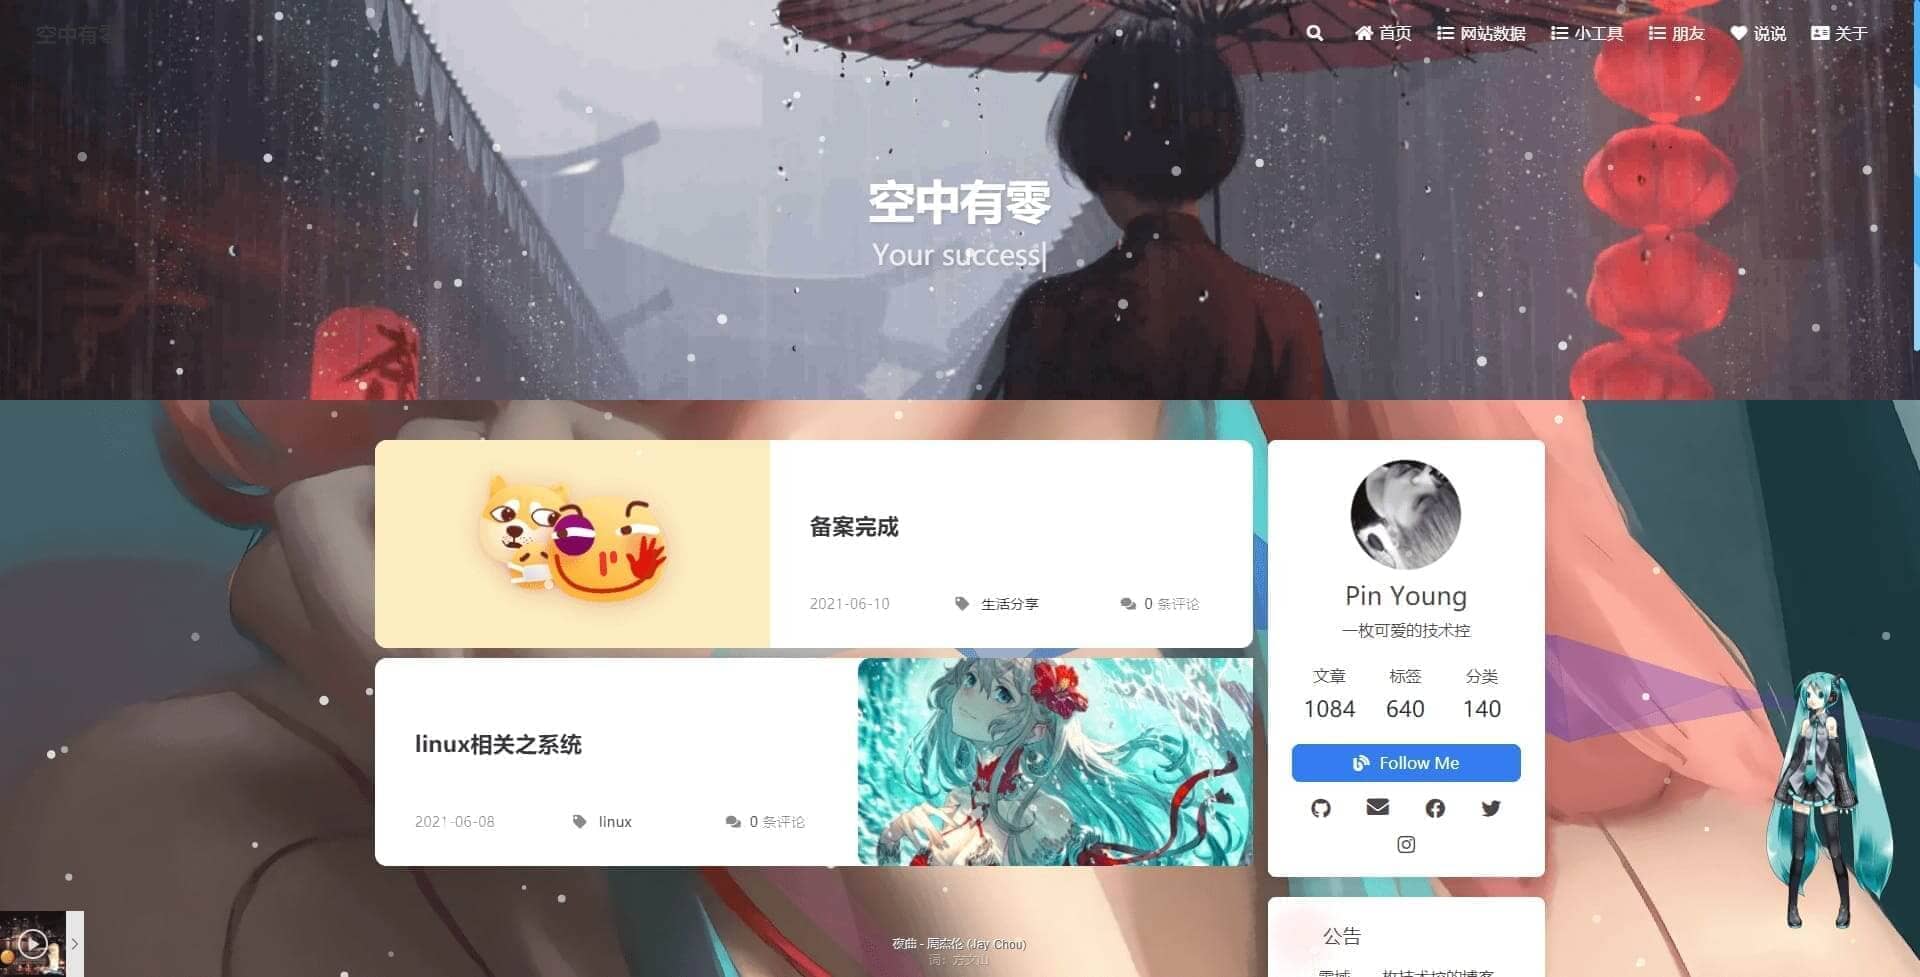 空中有零
首页
网站数据
小工具
朋友
说说
关于
空中有零
Your success|
备案完成
2021-06-10
生活分享
0 条评论
linux相关之系统
2021-06-08
linux
0 条评论
Pin Young
一枚可爱的技术控
文章 标签 分类
1084 640 140
Follow Me
公告
夜曲 - 周杰伦 (Jay Chou)
词：方文山